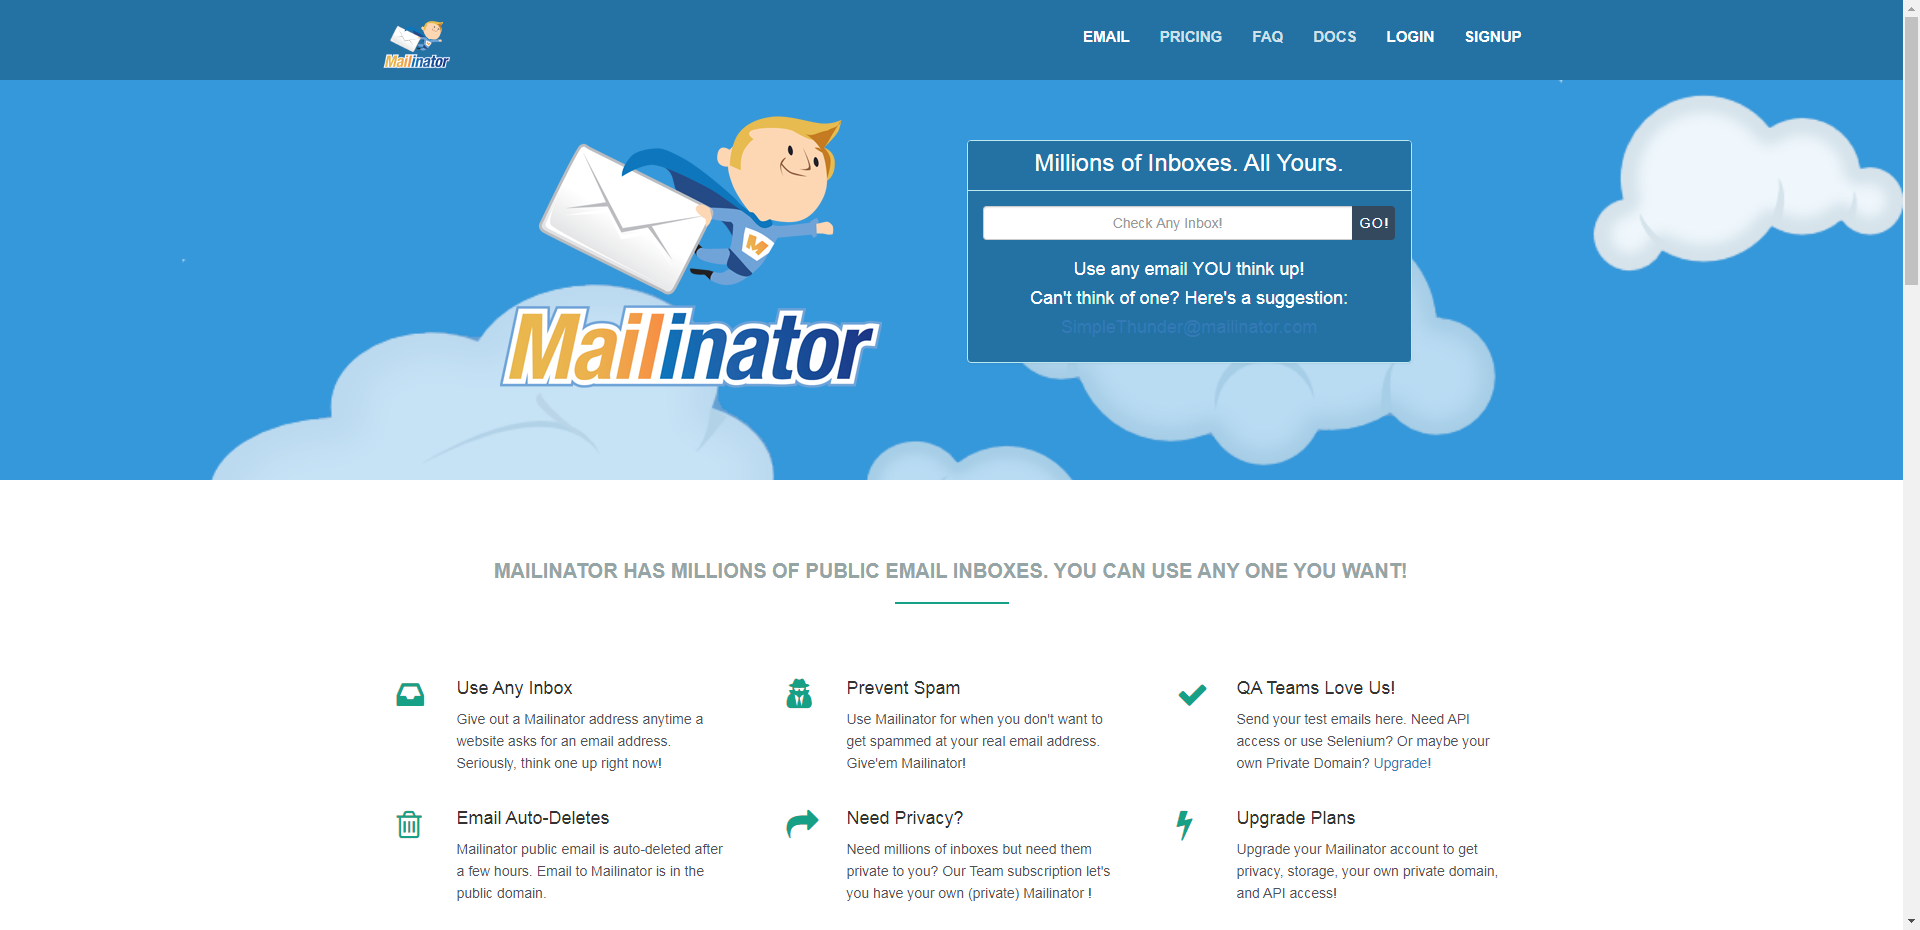 Mailinator
EMAIL PRICING FAQ DOCS LOGIN SIGNUP
M
Mailinator
Millions of Inboxes. All Yours.
Check Any Inbox! GO!
Use any email YOU think up!
Can't think of one? Here's a suggestion:
SimpleThunder@mailinator.com
MAILINATOR HAS MILLIONS OF PUBLIC EMAIL INBOXES. YOU CAN USE ANY ONE YOU WANT!
Use Any Inbox
Give out a Mailinator address anytime a
website asks for an email address.
Seriously, think one up right now!
Prevent Spam
Use Mailinator for when you don't want to
get spammed at your real email address.
Give'em Mailinator!
QA Teams Love Us!
Send your test emails here. Need API
access or use Selenium? Or maybe your
own Private Domain? Upgrade!
Email Auto-Deletes
Mailinator public email is auto-deleted after
a few hours. Email to Mailinator is in the
public domain.
Need Privacy?
Need millions of inboxes but need them
private to you? Our Team subscription let's
you have your own (private) Mailinator !
Upgrade Plans
Upgrade your Mailinator account to get
privacy, storage, your own private domain,
and API access!